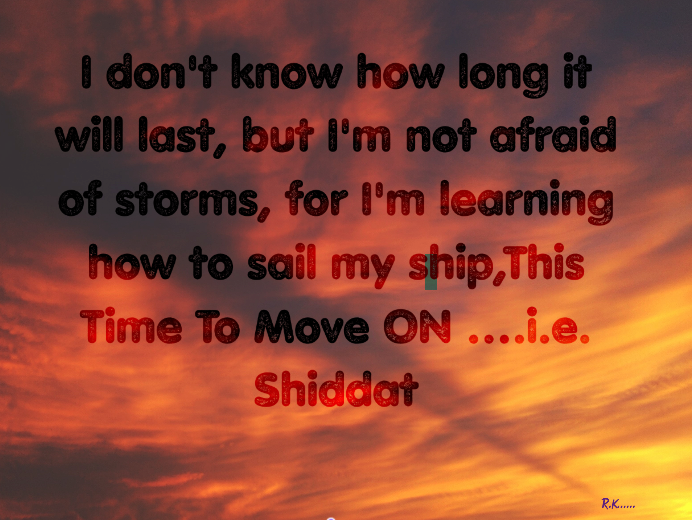 I don't know how long it
will last, but I'm not afraid
of storms, for I'm learning
how to sail my ship,This
Time To Move ON ....i.e.
Shiddat
R.K......